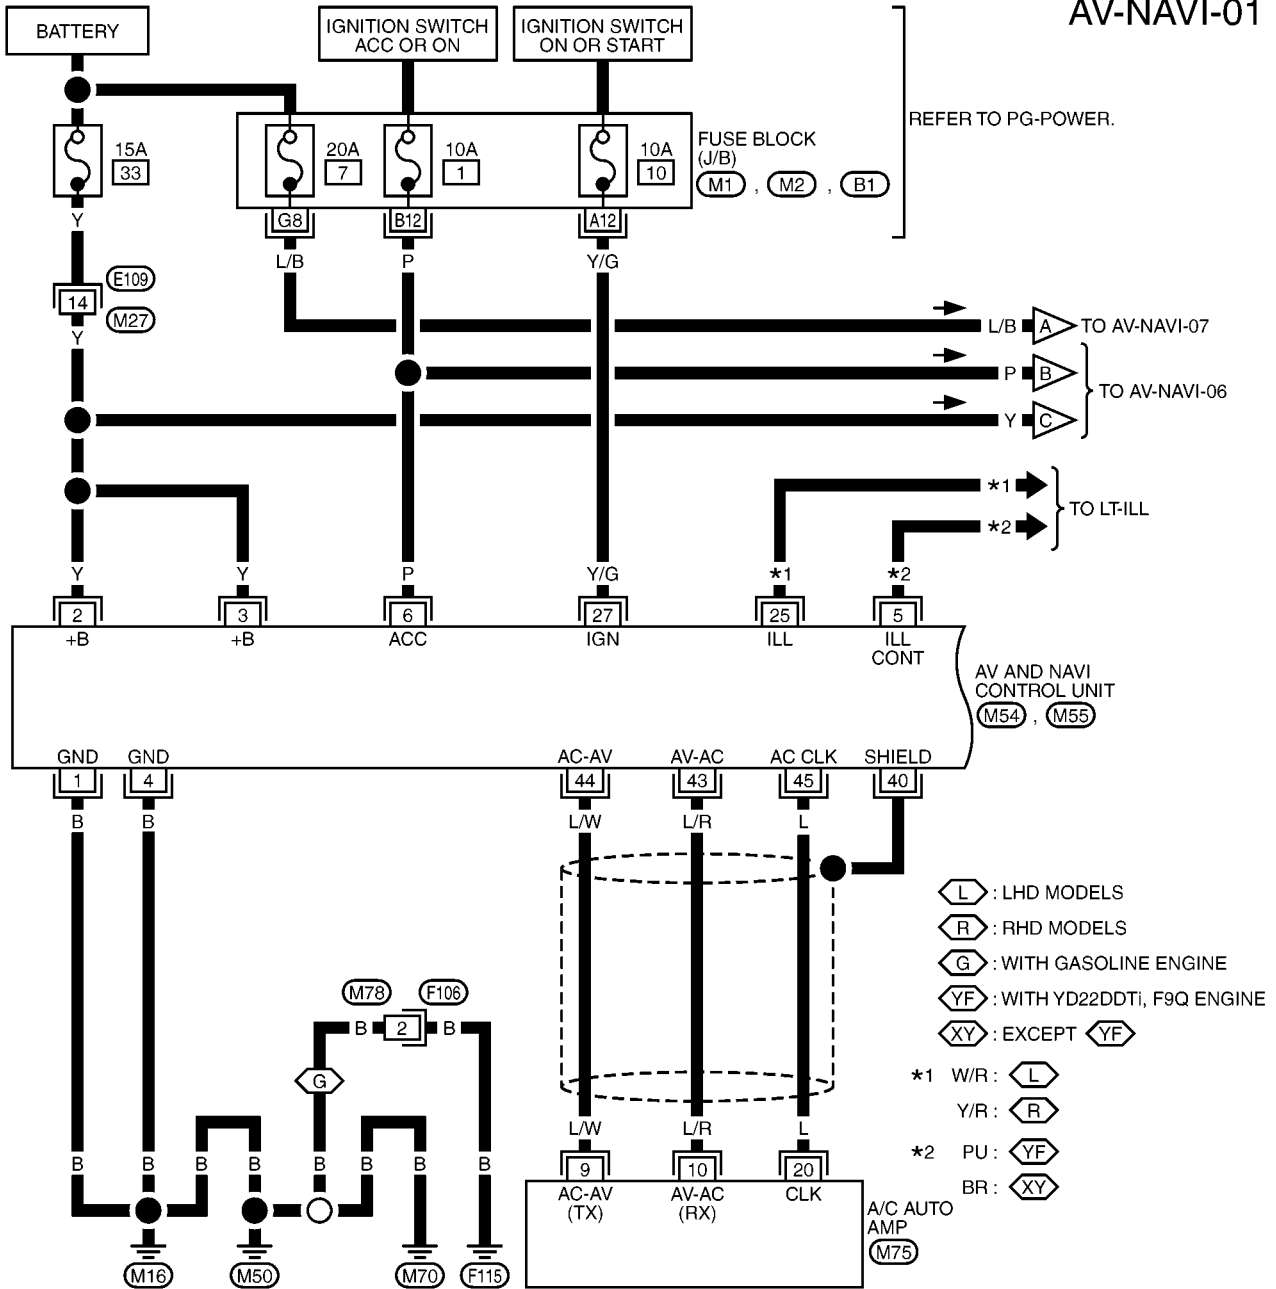 AV-NAVI-01
BATTERY
IGNITION SWITCH
ACC OR ON
IGNITION SWITCH
ON OR START
REFER TO PG-POWER.
15A
33
20A
7
10A
1
10A
10
FUSE BLOCK
(J/B)
M1 , M2 , B1
Y
G8
B12
A12
L/B
P
Y/G
E109
14
M27
Y
L/B
A
TO AV-NAVI-07
P
B
TO AV-NAVI-06
Y
C
*1
TO LT-ILL
*2
Y
Y
P
Y/G
*1
*2
2
3
6
27
25
5
+B
+B
ACC
IGN
ILL
ILL
CONT
AV AND NAVI
CONTROL UNIT
M54 , M55
GND
GND
AC-AV
AV-AC
AC CLK
SHIELD
1
4
44
43
45
40
B
B
L/W
L/R
L
L : LHD MODELS
R : RHD MODELS
G : WITH GASOLINE ENGINE
YF : WITH YD22DDTi, F9Q ENGINE
XY : EXCEPT YF
*1 W/R : L
Y/R : R
*2 PU : YF
BR : XY
M78
F106
B
2
B
G
L/W
L/R
L
B
B
B
B
B
B
B
B
9
10
20
AC-AV
(TX)
AV-AC
(RX)
CLK
A/C AUTO
AMP
M75
M16
M50
M70
F115